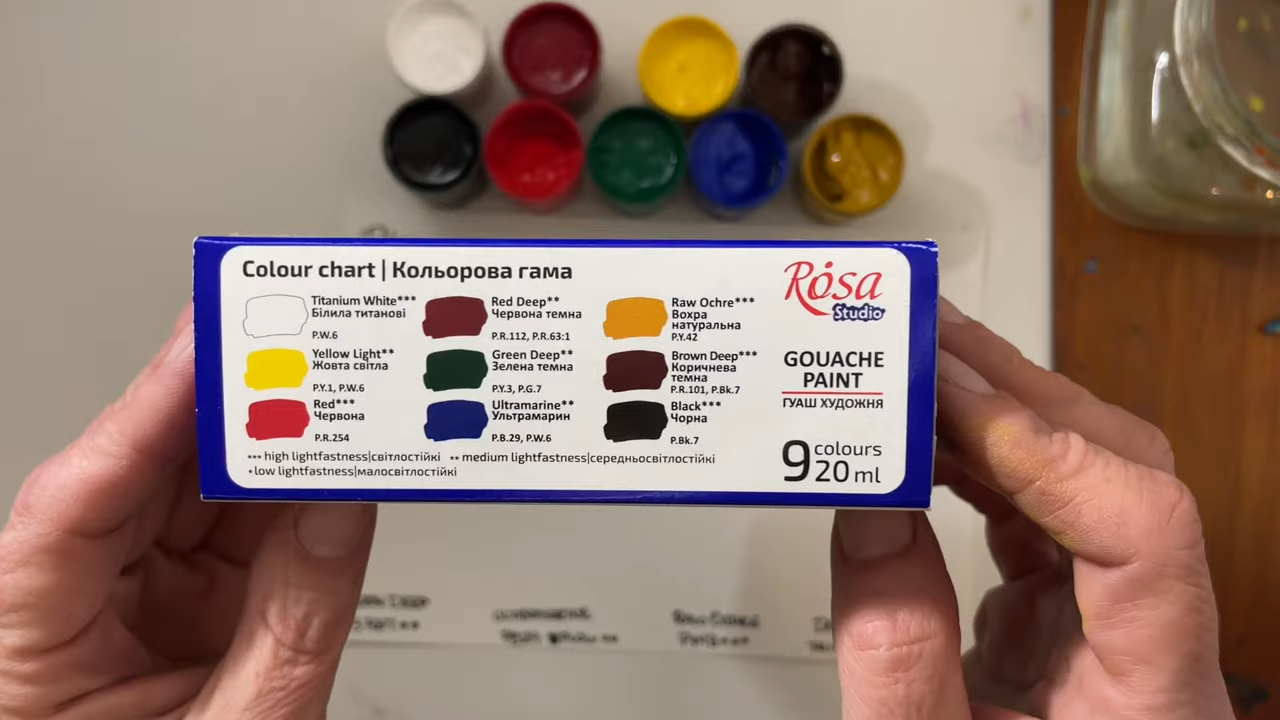 Colour chart | Кольорова гама
Titanium White***
Білила титанові
P.W.6
Yellow Light**
Жовта світла
P.Y.1, P.W.6
Red***
Червона
P.R.254
Red Deep**
Червона темна
P.R.112, P.R.63:1
Green Deep**
Зелена темна
P.Y.3, P.G.7
Ultramarine**
Ультрамарин
P.B.29, P.W.6
Raw Ochre***
Вохра
натуральна
P.Y.42
Brown Deep***
Коричнева
темна
P.R.101, P.Bk.7
Black***
Чорна
P.Bk.7
*** high lightfastness|світлостійкі ** medium lightfastness|середньосвітлостійкі
*low lightfastness|малосвітлостійкі
Rósa
Studio
GOUACHE
PAINT
ГУАШ ХУДОЖНЯ
9 colours
20 ml